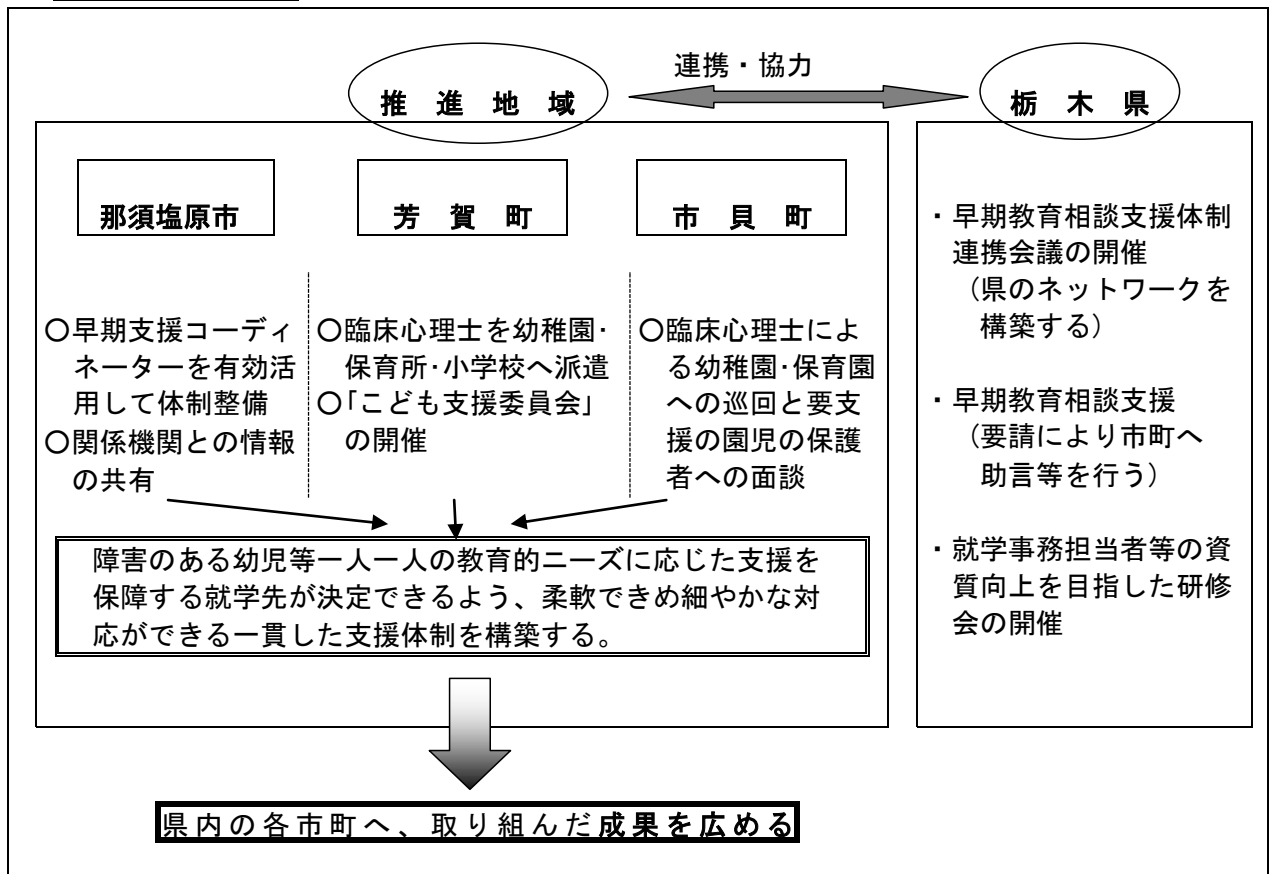 連携・協力
推進地域
栃木県
那須塩原市
芳賀町
市貝町
〇早期支援コーディ
ネーターを有効活
用して体制整備
〇関係機関との情報
の共有
〇臨床心理士を幼稚園・
保育所・小学校へ派遣
〇「こども支援委員会」
の開催
〇臨床心理士によ
る幼稚園・保育園
への巡回と要支
援の園児の保護
者への面談
障害のある幼児等一人一人の教育的ニーズに応じた支援を
保障する就学先が決定できるよう、柔軟できめ細やかな対
応ができる一貫した支援体制を構築する。
県内の各市町へ、取り組んだ成果を広める
・早期教育相談支援体制
連携会議の開催
（県のネットワークを
構築する）
・早期教育相談支援
（要請により市町へ
助言等を行う）
・就学事務担当者等の資
質向上を目指した研修
会の開催